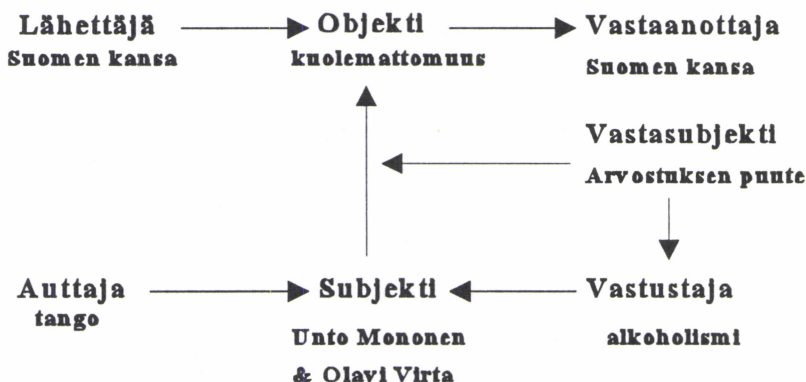 Lähettäjä
Suomen kansa
Objekti
kuolemattomuus
Vastaanottaja
Suomen kansa
Vastasubjekti
Arvostuksen puute
Auttaja
tango
Subjekti
Unto Mononen
& Olavi Virta
Vastustaja
alkoholismi